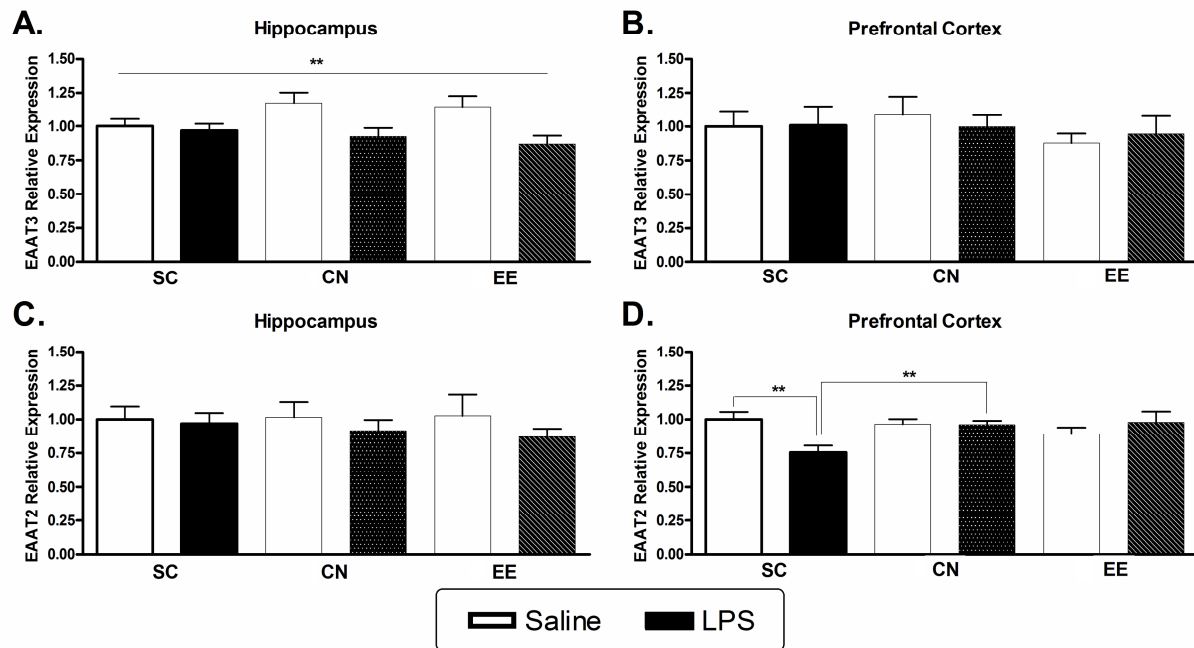 A.
Hippocampus
EAAT3 Relative Expression
1.50
1.25
1.00
0.75
0.50
0.25
0.00
**
SC CN EE
B.
Prefrontal Cortex
EAAT3 Relative Expression
1.50
1.25
1.00
0.75
0.50
0.25
0.00
SC CN EE
C.
Hippocampus
EAAT2 Relative Expression
1.50
1.25
1.00
0.75
0.50
0.25
0.00
SC CN EE
D.
Prefrontal Cortex
EAAT2 Relative Expression
1.50
1.25
1.00
0.75
0.50
0.25
0.00
** **
SC CN EE
Saline LPS